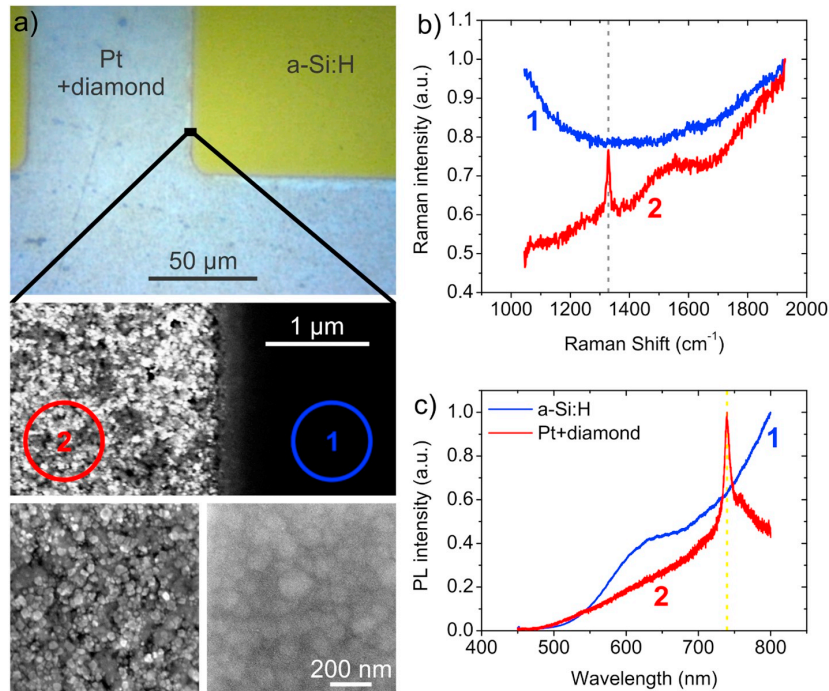 a)
Pt
+diamond
a-Si:H
50 µm
1 µm
2
1
200 nm
b)
1.0
0.9
0.8
0.7
0.6
0.5
0.4
Raman intensity (a.u.)
1
2
1000 1200 1400 1600 1800 2000
Raman Shift (cm⁻¹)
c)
1.0
0.8
0.6
0.4
0.2
0.0
PL intensity (a.u.)
a-Si:H
Pt+diamond
1
2
400 500 600 700 800
Wavelength (nm)